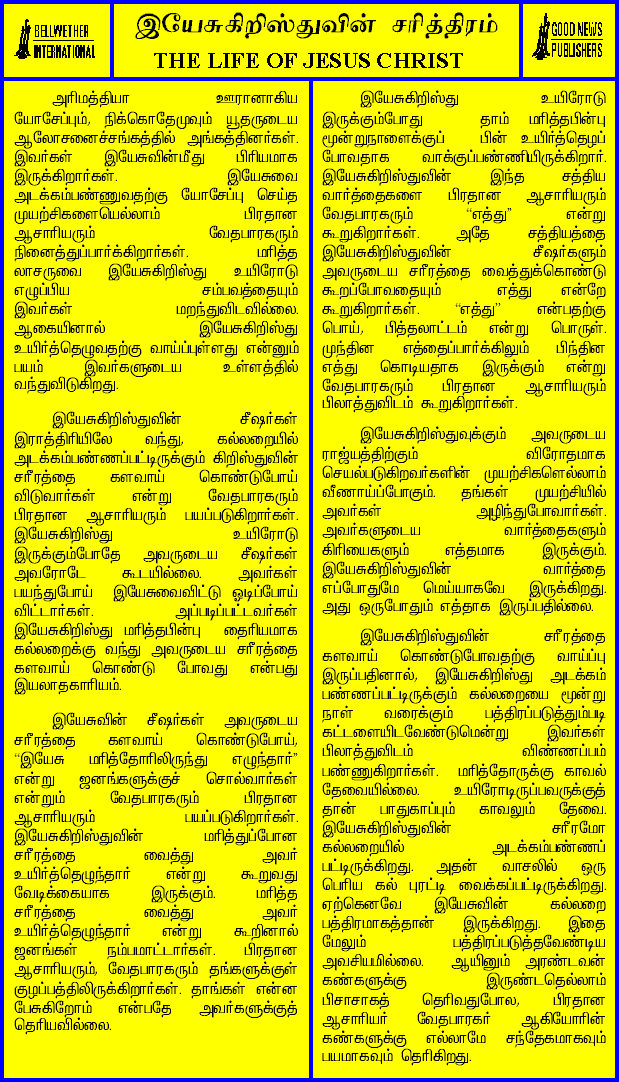 BELLWETHER
INTERNATIONAL
இயேசுகிறிஸ்துவின் சரித்திரம்
THE LIFE OF JESUS CHRIST
GOOD NEWS
PUBLISHERS
அரிமத்தியா ஊரானாகிய
யோசேப்பும், நிக்கொதேமுவும் யூதருடைய
ஆலோசனைச்சங்கத்தில் அங்கத்தினர்கள்.
இவர்கள் இயேசுவின்மீது பிரியமாக
இருக்கிறார்கள். இயேசுவை
அடக்கம்பண்ணுவதற்கு யோசேப்பு செய்த
முயற்சிகளையெல்லாம் பிரதான
ஆசாரியரும் வேதபாரகரும்
நினைத்துப்பார்க்கிறார்கள். மரித்த
லாசருவை இயேசுகிறிஸ்து உயிரோடு
எழுப்பிய சம்பவத்தையும்
இவர்கள் மறந்துவிடவில்லை.
ஆகையினால் இயேசுகிறிஸ்து
உயிர்த்தெழுவதற்கு வாய்ப்புள்ளது என்னும்
பயம் இவர்களுடைய உள்ளத்தில்
வந்துவிடுகிறது.
இயேசுகிறிஸ்துவின் சீஷர்கள்
இராத்திரியிலே வந்து, கல்லறையில்
அடக்கம்பண்ணப்பட்டிருக்கும் கிறிஸ்துவின்
சரீரத்தை களவாய் கொண்டுபோய்
விடுவார்கள் என்று வேதபாரகரும்
பிரதான ஆசாரியரும் பயப்படுகிறார்கள்.
இயேசுகிறிஸ்து உயிரோடு
இருக்கும்போதே அவருடைய சீஷர்கள்
அவரோடே கூடயில்லை. அவர்கள்
பயந்துபோய் இயேசுவைவிட்டு ஓடிப்போய்
விட்டார்கள். அப்படிப்பட்டவர்கள்
இயேசுகிறிஸ்து மரித்தபின்பு தைரியமாக
கல்லறைக்கு வந்து அவருடைய சரீரத்தை
களவாய் கொண்டு போவது என்பது
இயலாதகாரியம்.
இயேசுவின் சீஷர்கள் அவருடைய
சரீரத்தை களவாய் கொண்டுபோய்,
“இயேசு மரித்தோரிலிருந்து எழுந்தார்”
என்று ஜனங்களுக்குச் சொல்வார்கள்
என்றும் வேதபாரகரும் பிரதான
ஆசாரியரும் பயப்படுகிறார்கள்.
இயேசுகிறிஸ்துவின் மரித்துப்போன
சரீரத்தை வைத்து அவர்
உயிர்த்தெழுந்தார் என்று கூறுவது
வேடிக்கையாக இருக்கும். மரித்த
சரீரத்தை வைத்து அவர்
உயிர்த்தெழுந்தார் என்று கூறினால்
ஜனங்கள் நம்பமாட்டார்கள். பிரதான
ஆசாரியரும், வேதபாரகரும் தங்களுக்குள்
குழப்பத்திலிருக்கிறார்கள். தாங்கள் என்ன
பேசுகிறோம் என்பதே அவர்களுக்குத்
தெரியவில்லை.
இயேசுகிறிஸ்து உயிரோடு
இருக்கும்போது தாம் மரித்தபின்பு
மூன்றுநாளைக்குப் பின் உயிர்த்தெழப்
போவதாக வாக்குப்பண்ணியிருக்கிறார்.
இயேசுகிறிஸ்துவின் இந்த சத்திய
வார்த்தைகளை பிரதான ஆசாரியரும்
வேதபாரகரும் “எத்து” என்று
கூறுகிறார்கள். அதே சத்தியத்தை
இயேசுகிறிஸ்துவின் சீஷர்களும்
அவருடைய சரீரத்தை வைத்துக்கொண்டு
கூறப்போவதையும் எத்து என்றே
கூறுகிறார்கள். “எத்து” என்பதற்கு
பொய், பித்தலாட்டம் என்று பொருள்.
முந்தின எத்தைப்பார்க்கிலும் பிந்தின
எத்து கொடியதாக இருக்கும் என்று
வேதபாரகரும் பிரதான ஆசாரியரும்
பிலாத்துவிடம் கூறுகிறார்கள்.
இயேசுகிறிஸ்துவுக்கும் அவருடைய
ராஜ்யத்திற்கும் விரோதமாக
செயல்படுகிறவர்களின் முயற்சிகளெல்லாம்
வீணாய்ப்போகும். தங்கள் முயற்சியில்
அவர்கள் அழிந்துபோவார்கள்.
அவர்களுடைய வார்த்தைகளும்
கிரியைகளும் எத்தமாக இருக்கும்.
இயேசுகிறிஸ்துவின் வார்த்தை
எப்போதுமே மெய்யாகவே இருக்கிறது.
அது ஒருபோதும் எத்தாக இருப்பதில்லை.
இயேசுகிறிஸ்துவின் சரீரத்தை
களவாய் கொண்டுபோவதற்கு வாய்ப்பு
இருப்பதினால், இயேசுகிறிஸ்து அடக்கம்
பண்ணப்பட்டிருக்கும் கல்லறையை மூன்று
நாள் வரைக்கும் பத்திரப்படுத்தும்படி
கட்டளையிடவேண்டுமென்று இவர்கள்
பிலாத்துவிடம் விண்ணப்பம்
பண்ணுகிறார்கள். மரித்தோருக்கு காவல்
தேவையில்லை. உயிரோடிருப்பவருக்குத்
தான் பாதுகாப்பும் காவலும் தேவை.
இயேசுகிறிஸ்துவின் சரீரமோ
கல்லறையில் அடக்கம்பண்ணப்
பட்டிருக்கிறது. அதன் வாசலில் ஒரு
பெரிய கல் புரட்டி வைக்கப்பட்டிருக்கிறது.
ஏற்கெனவே இயேசுவின் கல்லறை
பத்திரமாகத்தான் இருக்கிறது. இதை
மேலும் பத்திரப்படுத்தவேண்டிய
அவசியமில்லை. ஆயினும் அரண்டவன்
கண்களுக்கு இருண்டதெல்லாம்
பிசாசாகத் தெரிவதுபோல, பிரதான
ஆசாரியர் வேதபாரகர் ஆகியோரின்
கண்களுக்கு எல்லாமே சந்தேகமாகவும்
பயமாகவும் தெரிகிறது.